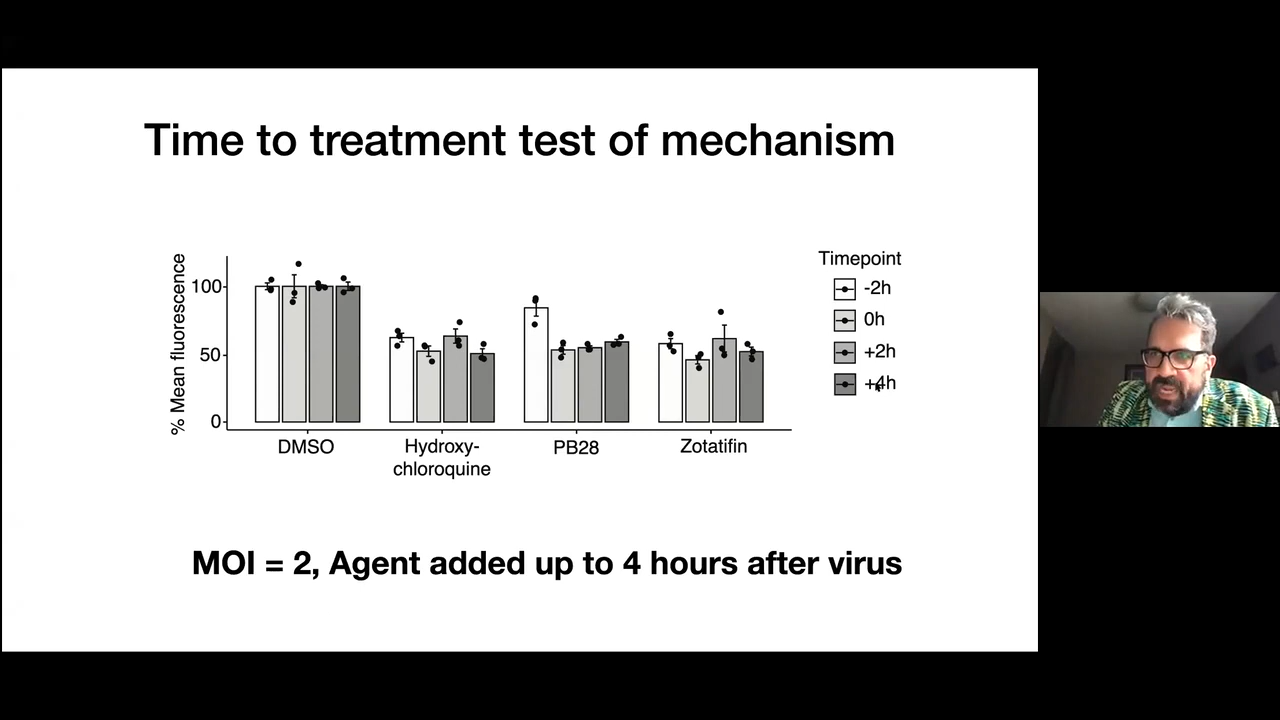 Time to treatment test of mechanism
% Mean fluorescence
100
50
0
DMSO
Hydroxy-
chloroquine
PB28
Zotatifin
Timepoint
-2h
0h
+2h
+4h
MOI = 2, Agent added up to 4 hours after virus